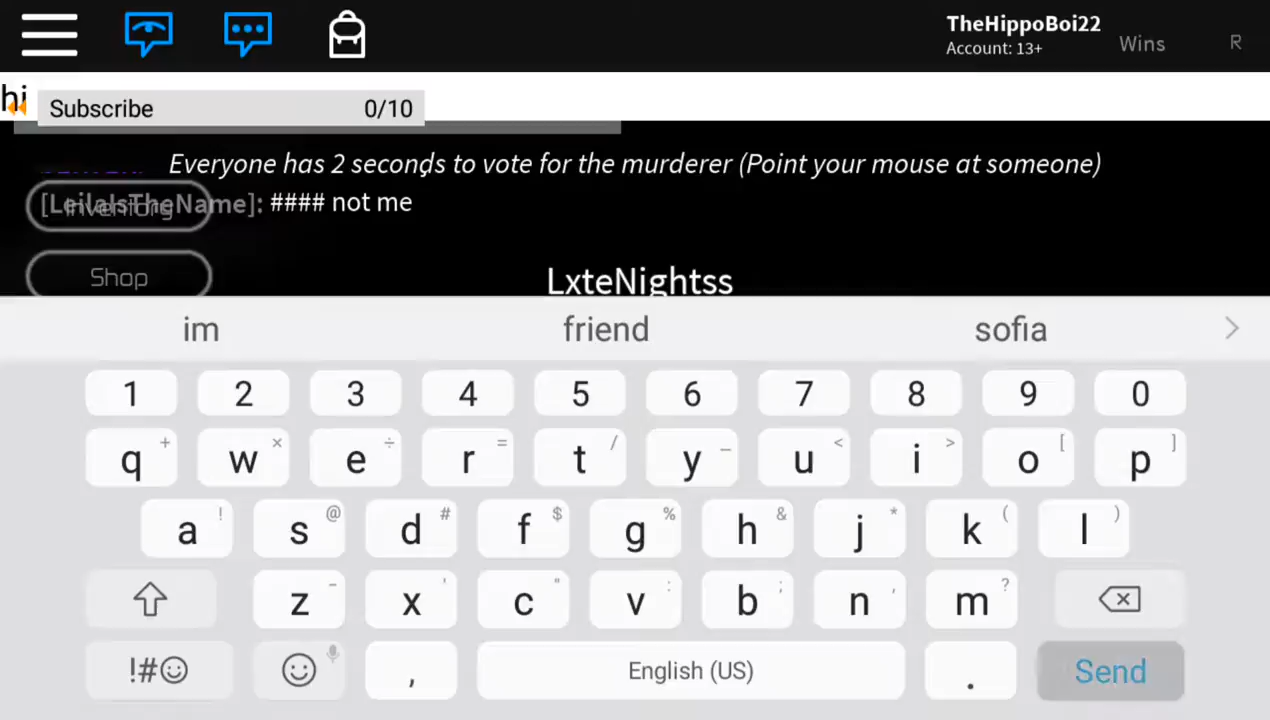 TheHippoBoi22
Account: 13+
Wins
R
hi
Subscribe 0/10
Everyone has 2 seconds to vote for the murderer (Point your mouse at someone)
[LeilaIsTheName]: #### not me
Inventory
Shop
LxteNightss
im friend sofia
1 2 3 4 5 6 7 8 9 0
q + w × e ÷ r = t / y _ u < i > o [ p ]
a ! s @ d # f $ g % h & j * k ( l )
z - x ' c " v : b ; n , m ?
!#☺ , English (US) . Send